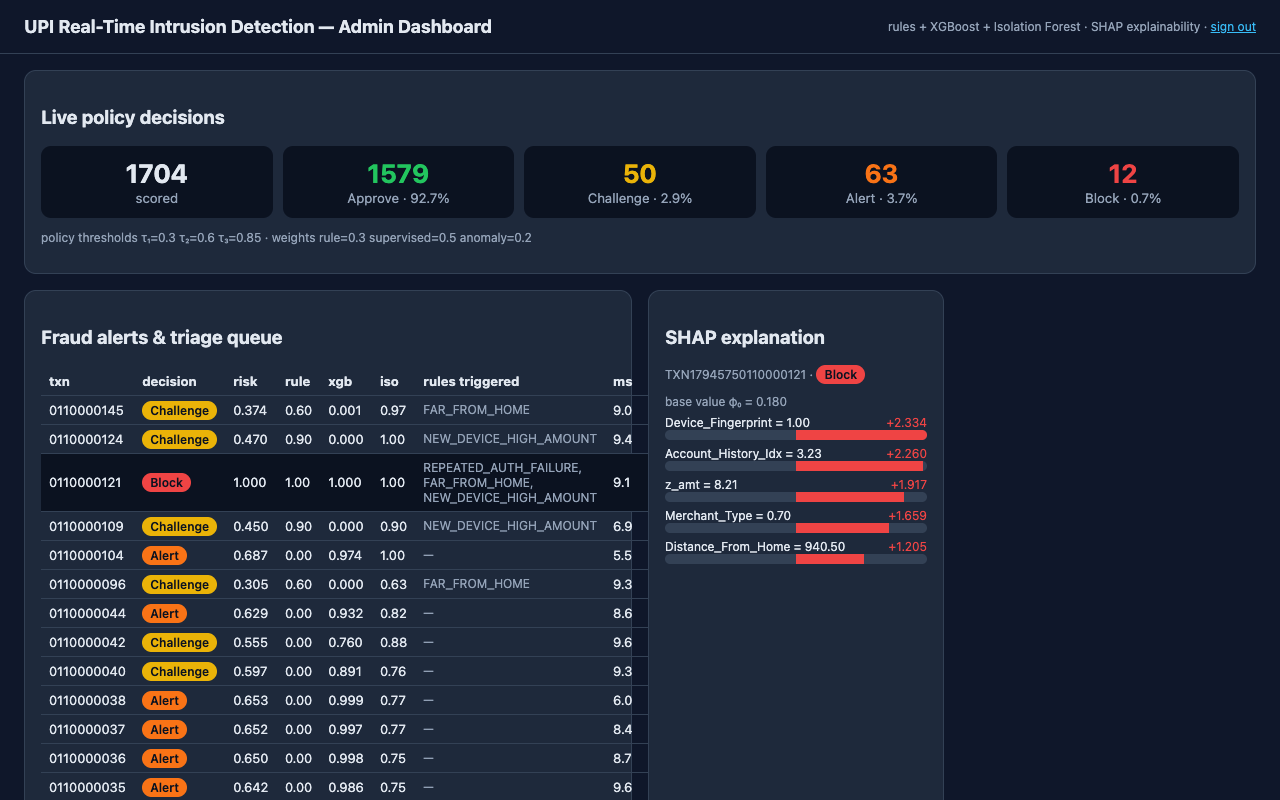 UPI Real-Time Intrusion Detection — Admin Dashboard
rules + XGBoost + Isolation Forest · SHAP explainability · sign out
Live policy decisions
1704
scored
1579
Approve · 92.7%
50
Challenge · 2.9%
63
Alert · 3.7%
12
Block · 0.7%
policy thresholds τ₁=0.3 τ₂=0.6 τ₃=0.85 · weights rule=0.3 supervised=0.5 anomaly=0.2
Fraud alerts & triage queue
txn decision risk rule xgb iso rules triggered ms
0110000145 Challenge 0.374 0.60 0.001 0.97 FAR_FROM_HOME 9.0
0110000124 Challenge 0.470 0.90 0.000 1.00 NEW_DEVICE_HIGH_AMOUNT 9.4
0110000121 Block 1.000 1.00 1.000 1.00 REPEATED_AUTH_FAILURE, 9.1
FAR_FROM_HOME,
NEW_DEVICE_HIGH_AMOUNT
0110000109 Challenge 0.450 0.90 0.000 0.90 NEW_DEVICE_HIGH_AMOUNT 6.9
0110000104 Alert 0.687 0.00 0.974 1.00 — 5.5
0110000096 Challenge 0.305 0.60 0.000 0.63 FAR_FROM_HOME 9.3
0110000044 Alert 0.629 0.00 0.932 0.82 — 8.6
0110000042 Challenge 0.555 0.00 0.760 0.88 — 9.6
0110000040 Challenge 0.597 0.00 0.891 0.76 — 9.3
0110000038 Alert 0.653 0.00 0.999 0.77 — 6.0
0110000037 Alert 0.652 0.00 0.997 0.77 — 8.4
0110000036 Alert 0.650 0.00 0.998 0.75 — 8.7
0110000035 Alert 0.642 0.00 0.986 0.75 — 9.6
SHAP explanation
TXN17945750110000121 · Block
base value ϕ₀ = 0.180
Device_Fingerprint = 1.00 +2.334
Account_History_Idx = 3.23 +2.260
z_amt = 8.21 +1.917
Merchant_Type = 0.70 +1.659
Distance_From_Home = 940.50 +1.205